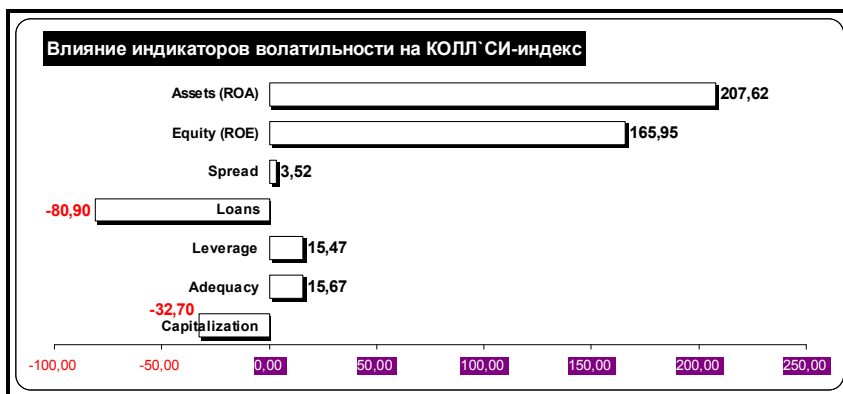 Влияние индикаторов волатильности на КОЛЛ`СИ-индекс
Assets (ROA) 207,62
Equity (ROE) 165,95
Spread 3,52
-80,90 Loans
Leverage 15,47
Adequacy 15,67
-32,70
Capitalization
-100,00 -50,00 0,00 50,00 100,00 150,00 200,00 250,00